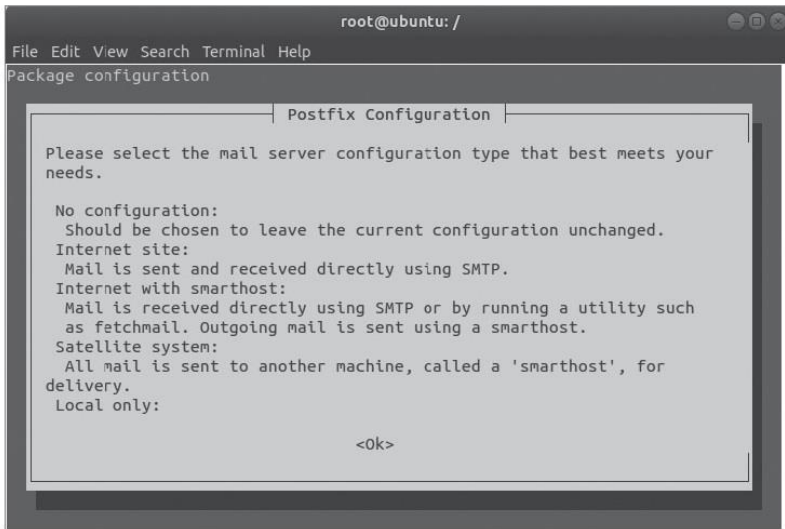 root@ubuntu: /
File Edit View Search Terminal Help
Package configuration
Postfix Configuration
Please select the mail server configuration type that best meets your
needs.
No configuration:
Should be chosen to leave the current configuration unchanged.
Internet site:
Mail is sent and received directly using SMTP.
Internet with smarthost:
Mail is received directly using SMTP or by running a utility such
as fetchmail. Outgoing mail is sent using a smarthost.
Satellite system:
All mail is sent to another machine, called a 'smarthost', for
delivery.
Local only:
<Ok>